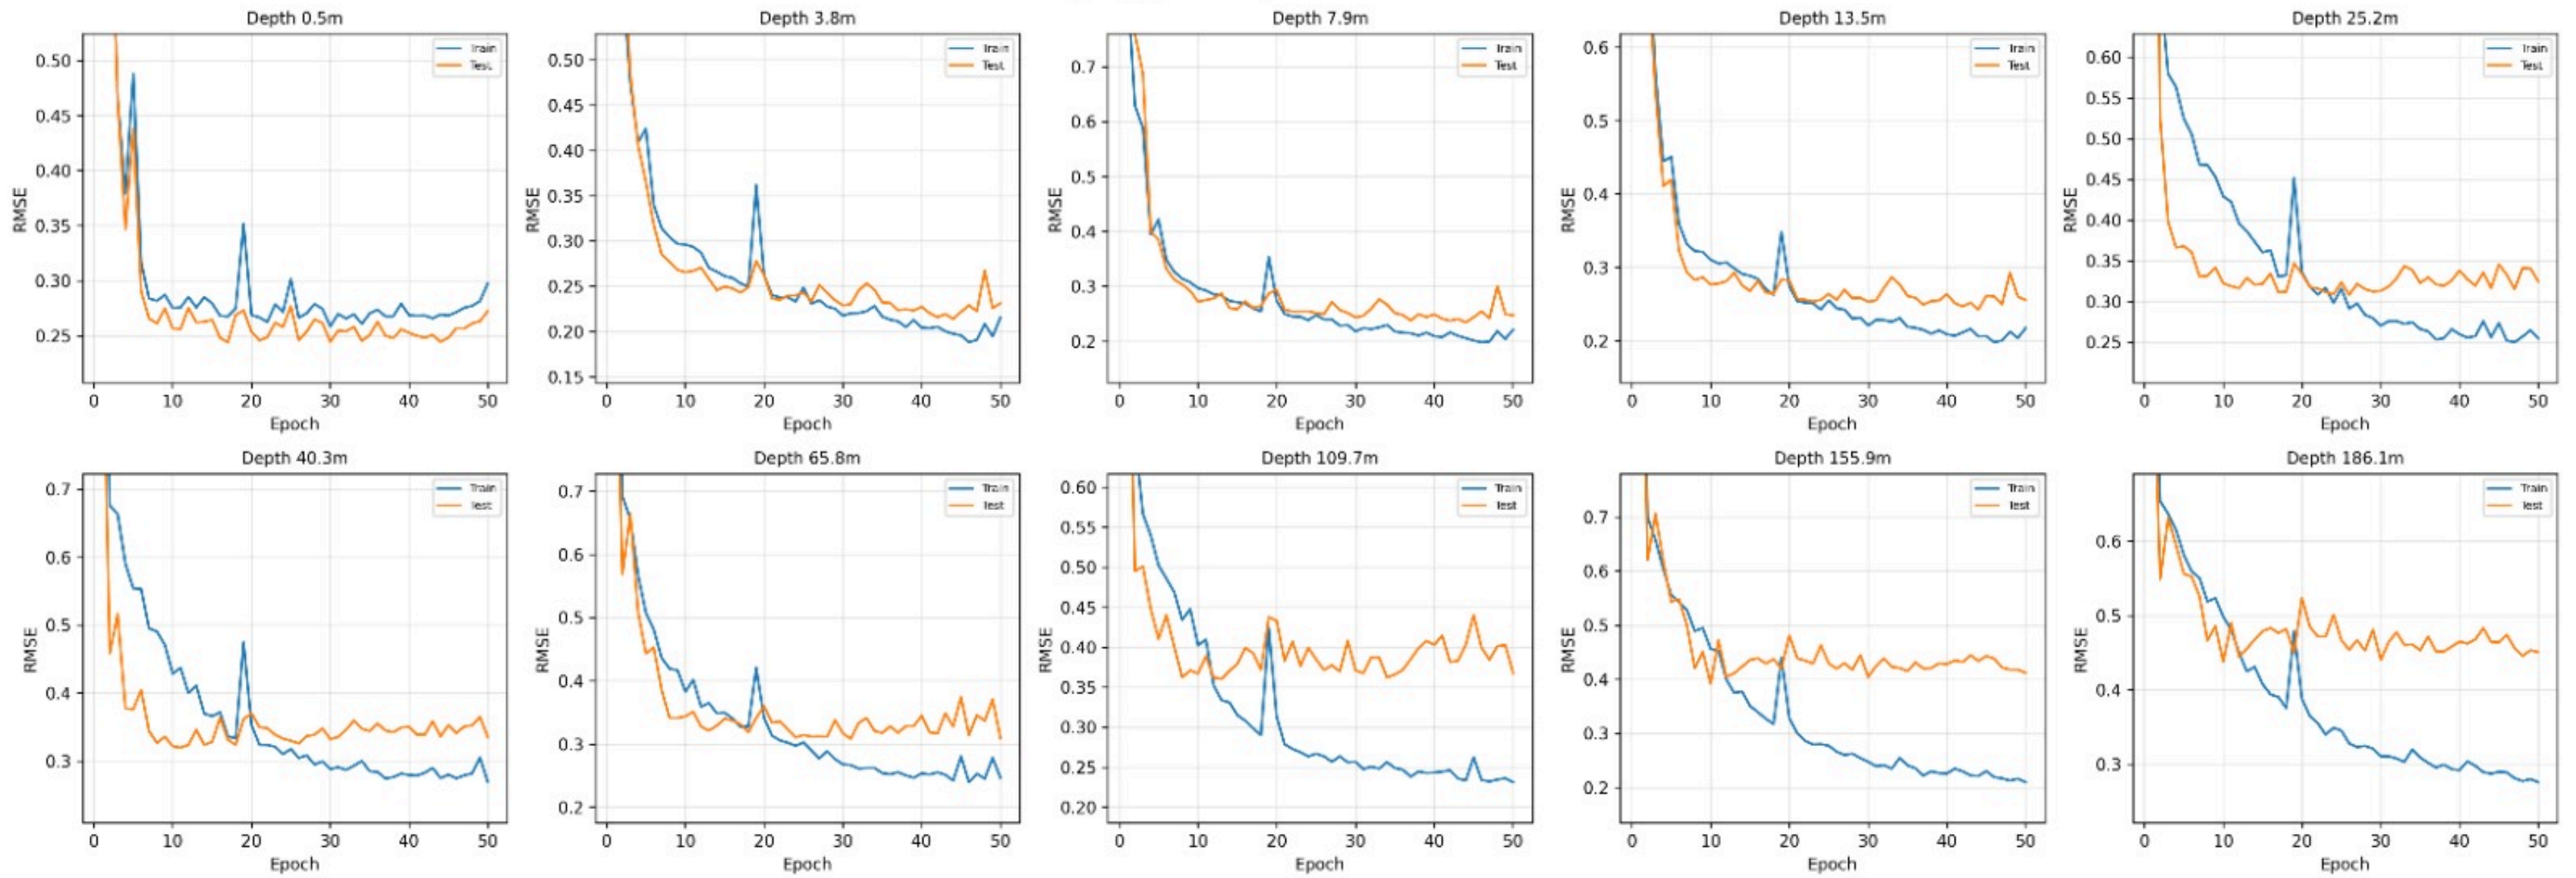 Depth 0.5m
RMSE
0.50
0.45
0.40
0.35
0.30
0.25
Train
Test
0 10 20 30 40 50
Epoch
Depth 3.8m
RMSE
0.50
0.45
0.40
0.35
0.30
0.25
0.20
0.15
Train
Test
0 10 20 30 40 50
Epoch
Depth 7.9m
RMSE
0.7
0.6
0.5
0.4
0.3
0.2
Train
Test
0 10 20 30 40 50
Epoch
Depth 13.5m
RMSE
0.6
0.5
0.4
0.3
0.2
Train
Test
0 10 20 30 40 50
Epoch
Depth 25.2m
RMSE
0.60
0.55
0.50
0.45
0.40
0.35
0.30
0.25
Train
Test
0 10 20 30 40 50
Epoch
Depth 40.3m
RMSE
0.7
0.6
0.5
0.4
0.3
Train
Test
0 10 20 30 40 50
Epoch
Depth 65.8m
RMSE
0.7
0.6
0.5
0.4
0.3
0.2
Train
Test
0 10 20 30 40 50
Epoch
Depth 109.7m
RMSE
0.60
0.55
0.50
0.45
0.40
0.35
0.30
0.25
0.20
Train
Test
0 10 20 30 40 50
Epoch
Depth 155.9m
RMSE
0.7
0.6
0.5
0.4
0.3
0.2
Train
Test
0 10 20 30 40 50
Epoch
Depth 186.1m
RMSE
0.6
0.5
0.4
0.3
Train
Test
0 10 20 30 40 50
Epoch